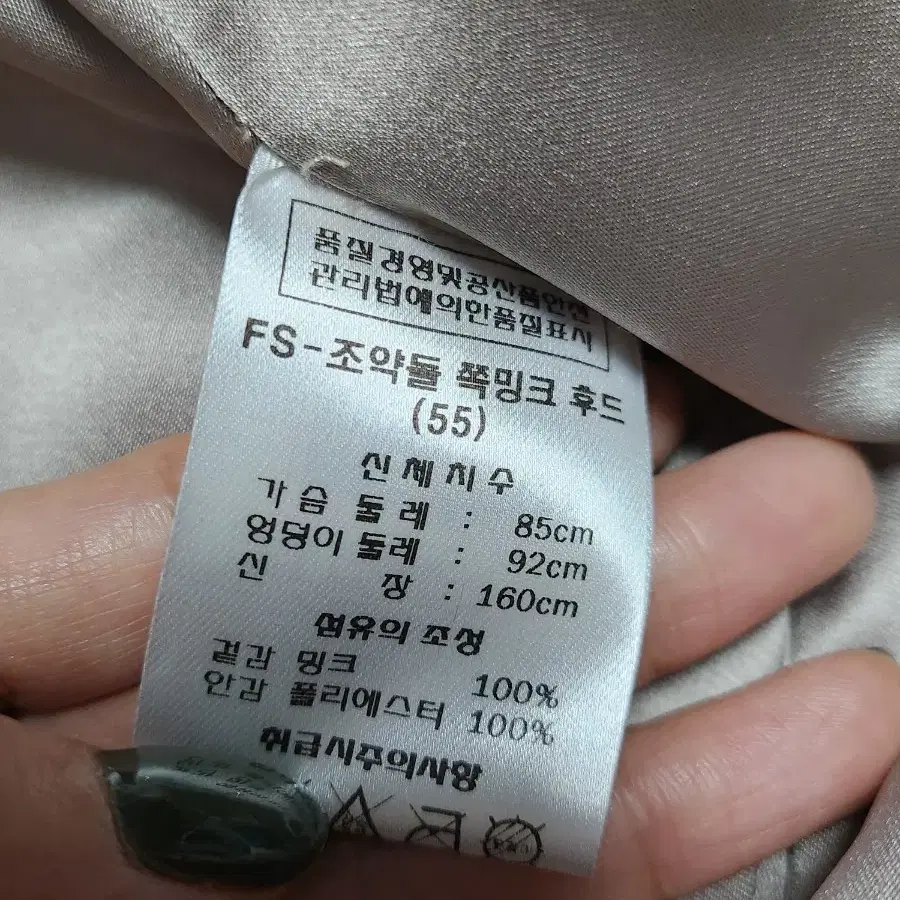 품질경영및공산품안전
관리법에의한품질표시
FS-조약돌 쪽밍크 후드
(55)
신체치수
가슴둘레 : 85cm
엉덩이둘레 : 92cm
신장 : 160cm
섬유의 조성
겉감 밍크 100%
안감 폴리에스터 100%
취급시주의사항